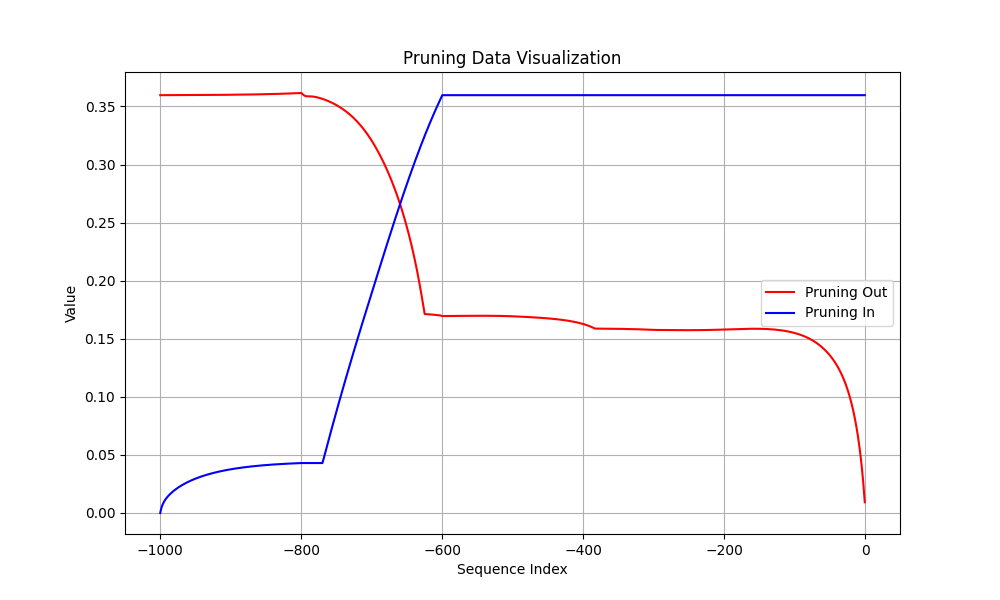 Pruning Data Visualization
Value
0.35
0.30
0.25
0.20
0.15
0.10
0.05
0.00
Pruning Out
Pruning In
−1000
−800
−600
−400
−200
0
Sequence Index